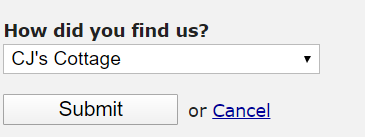 How did you find us?
CJ's Cottage
Submit or Cancel